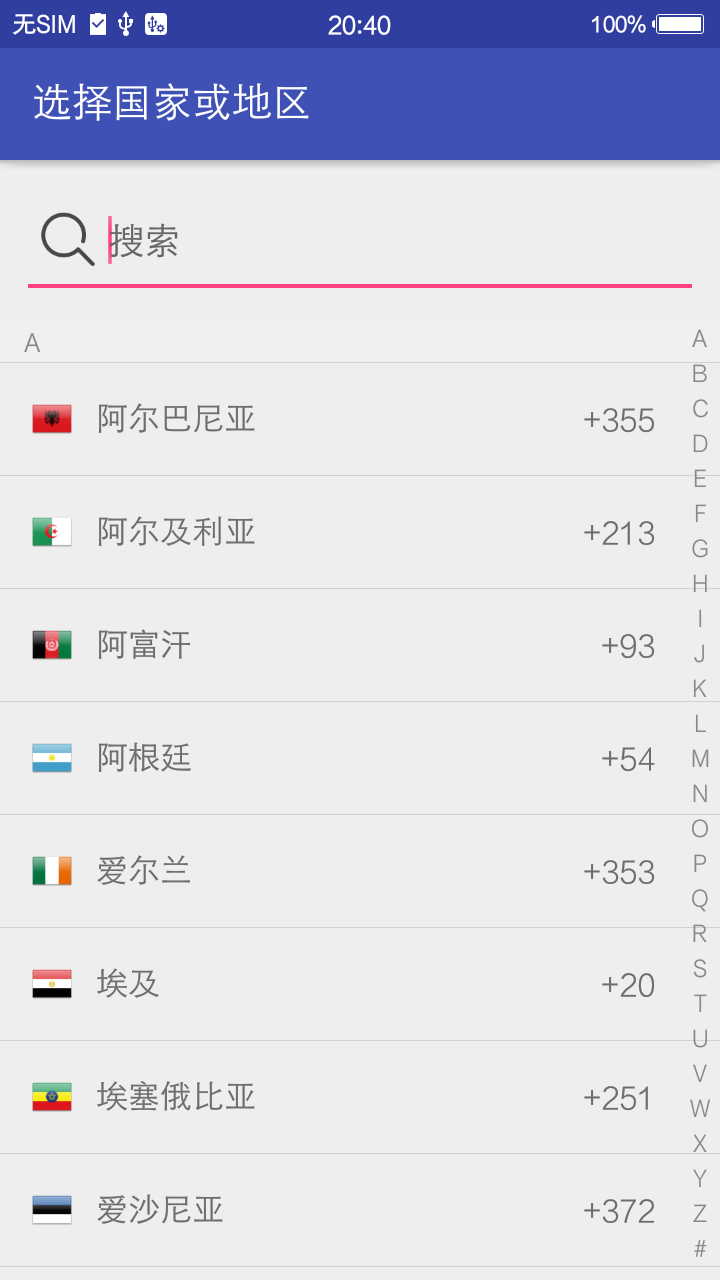 无SIM 20:40 100%
选择国家或地区
搜索
A
阿尔巴尼亚 +355
阿尔及利亚 +213
阿富汗 +93
阿根廷 +54
爱尔兰 +353
埃及 +20
埃塞俄比亚 +251
爱沙尼亚 +372
A
B
C
D
E
F
G
H
I
J
K
L
M
N
O
P
Q
R
S
T
U
V
W
X
Y
Z
#